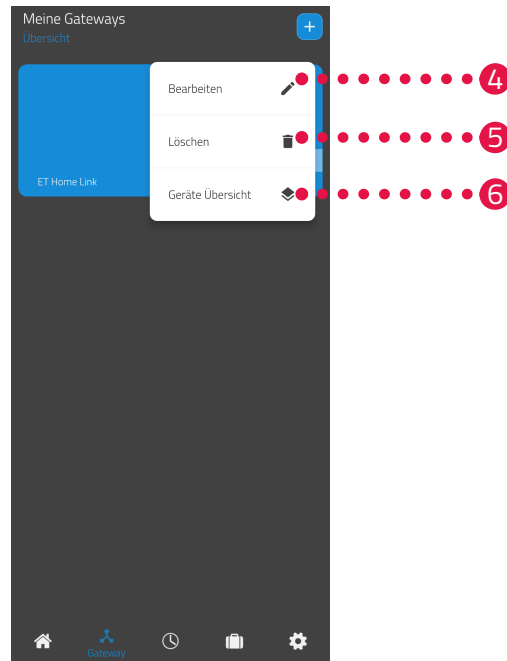 Meine Gateways
Übersicht
+
Bearbeiten
4
Löschen
5
ET Home Link
Geräte Übersicht
6
Gateway